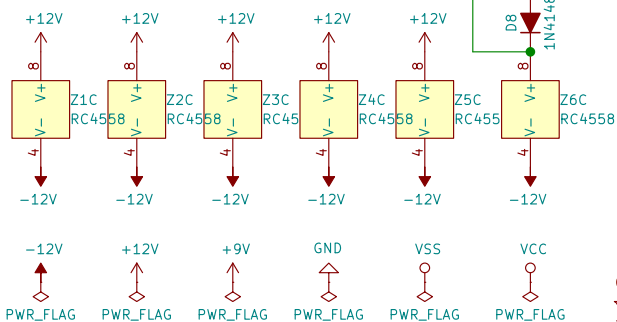 +12V +12V +12V +12V +12V D8 1N4148
8 8 8 8 8 8
V+ Z1C V+ Z2C V+ Z3C V+ Z4C V+ Z5C V+ Z6C
V- RC4558 V- RC4558 V- RC45 V- RC4558 V- RC455 V- RC4558
4 4 4 4 4 4
-12V -12V -12V -12V -12V -12V
-12V +12V +9V GND VSS VCC
PWR_FLAG PWR_FLAG PWR_FLAG PWR_FLAG PWR_FLAG PWR_FLAG